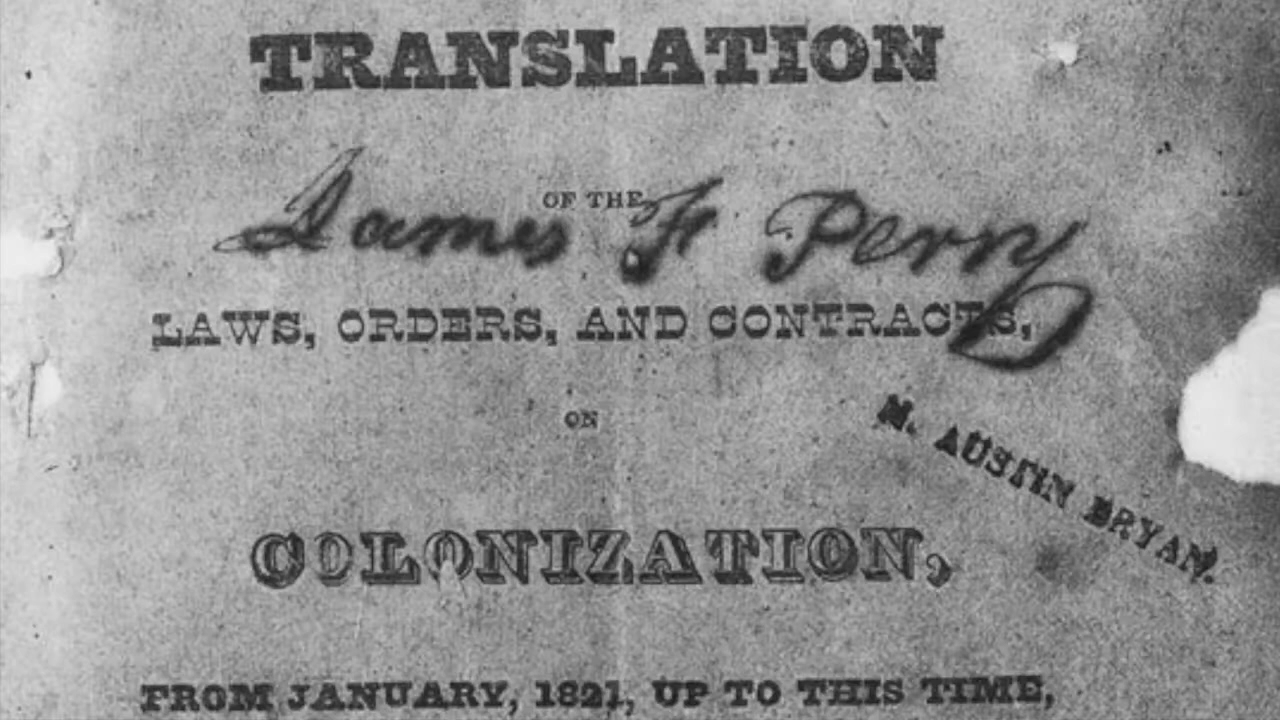 TRANSLATION
OF THE
James F Perry
LAWS, ORDERS, AND CONTRACTS,
ON
M. AUSTIN BRYAN.
COLONIZATION,
FROM JANUARY, 1821, UP TO THIS TIME,